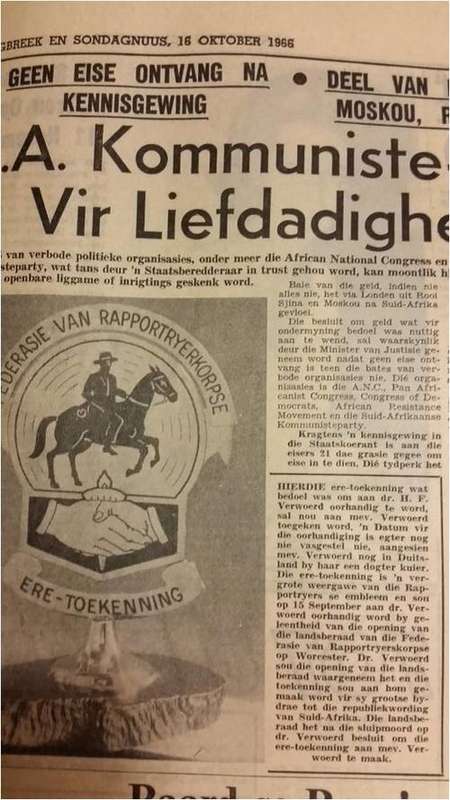 GBREEK EN SONDAGNUUS, 16 OKTOBER 1966
GEEN EISE ONTVANG NA
KENNISGEWING
● DEEL VAN
MOSKOU,
.A. Kommuniste-
Vir Liefdadighe
van verbode politieke organisasies, onder meer die African National Congress en
steparty, wat tans deur 'n Staatsberedderaar in trust gehou word, kan moontlik
openbare liggame of inrigtings geskenk word.
DERASIE VAN RAPPORTRYERKORPSE
ERE-TOEKENNING
Baie van die geld, indien nie
alles nie, het via Londen uit Rooi
Sjina en Moskou na Suid-Afrika
gevloei.
Die besluit om geld wat vir
ondermyning bedoel was nuttig
aan te wend, sal waarskynlik
deur die Minister van Justisie ge-
neem word nadat geen eise ont-
vang is teen die bates van ver-
bode organisasies nie. Dié organ-
isasies is die A.N.C., Pan Afri-
canist Congress, Congress of De-
mocrats, African Resistance
Movement en die Suid-Afrikaanse
Kommunisteparty.
Kragtens 'n kennisgewing in
die Staatskoerant is aan die
eisers 21 dae grasie gegee om
eise in te dien. Dié tydperk het
HIERDIE ere-toekenning wat
bedoel was om aan dr. H. F.
Verwoerd oorhandig te word,
sal nou aan mev. Verwoerd
toegeken word. 'n Datum vir
die oorhandiging is egter nog
nie vasgestel nie, aangesien
mev. Verwoerd nog in Duits-
land by haar een dogter kuier.
Die ere-toekenning is 'n ver-
grote weergawe van die Rap-
portryers se embleem en sou
op 15 September aan dr. Ver-
woerd oorhandig word by ge-
leentheid van die opening van
die landsberaad van die Fede-
rasie van Rapportryerskorpse
op Worcester. Dr. Verwoerd
sou die opening van die lands-
beraad waargeneem het en die
toekenning sou aan hom ge-
maak word vir sy grootse by-
drae tot die republiekwording
van Suid-Afrika. Die landsbe-
raad het na die sluipmoord op
dr. Verwoerd besluit om die
ere-toekenning aan mev. Ver-
woerd te maak.